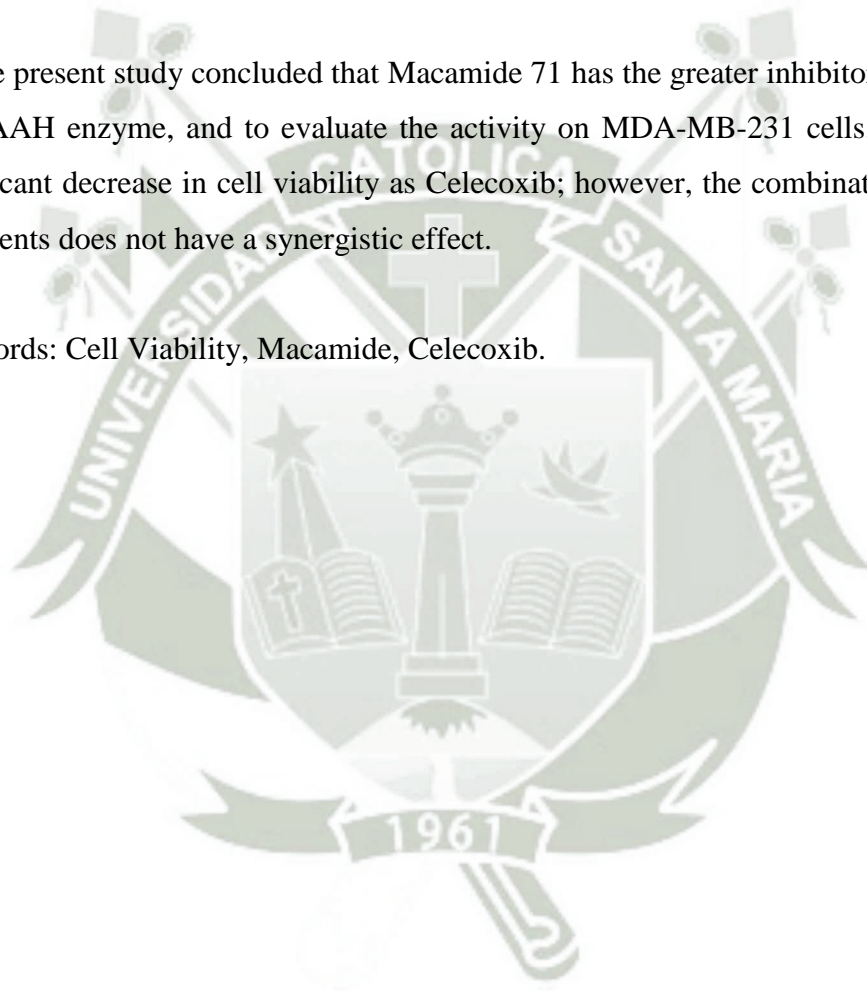 e present study concluded that Macamide 71 has the greater inhibitor
AAH enzyme, and to evaluate the activity on MDA-MB-231 cells
cant decrease in cell viability as Celecoxib; however, the combinat
ents does not have a synergistic effect.
ords: Cell Viability, Macamide, Celecoxib.
UNIVERSIDAD CATOLICA SANTA MARIA
1961